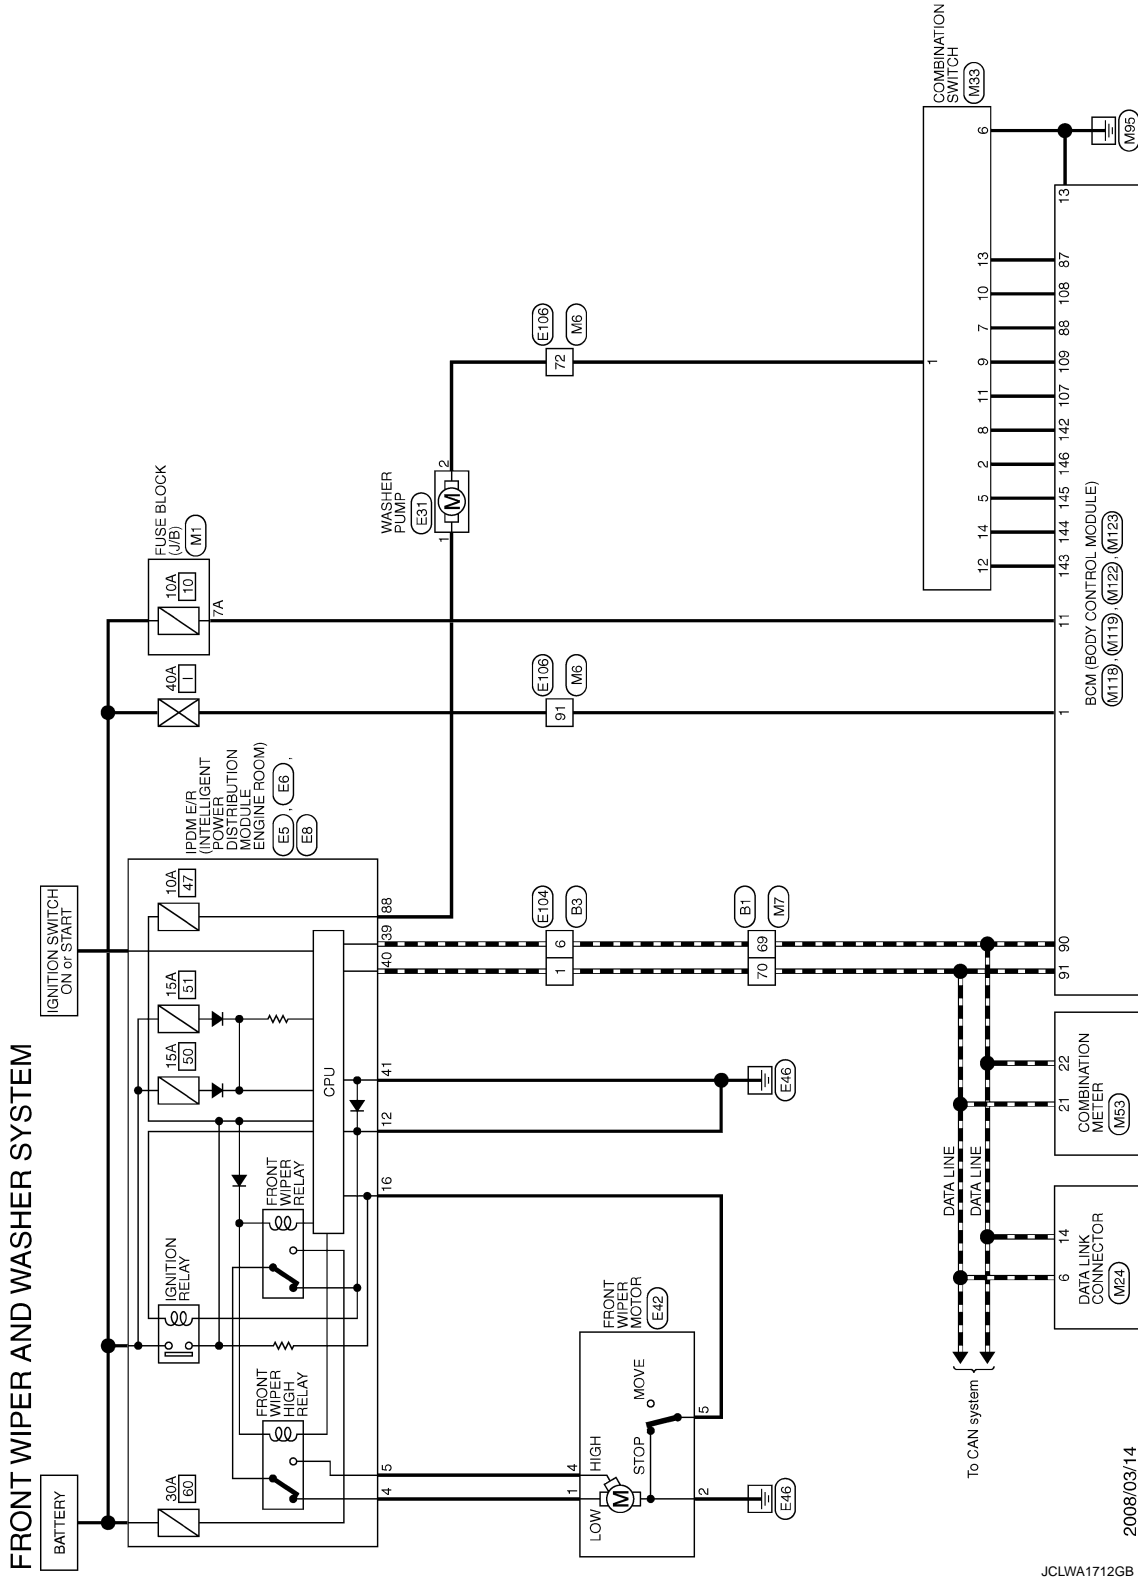 FRONT WIPER AND WASHER SYSTEM
BATTERY
IGNITION SWITCH
ON or START
FUSE BLOCK
(J/B)
M1
10A
10
7A
40A
I
IPDM E/R
(INTELLIGENT
POWER
DISTRIBUTION
MODULE
ENGINE ROOM)
E5 , E6 ,
E8
30A
60
FRONT
WIPER
HIGH
RELAY
IGNITION
RELAY
FRONT
WIPER
RELAY
15A
50
15A
51
10A
47
CPU
4
5
16
12
41
40
39
88
WASHER
PUMP
E31
1
M
2
FRONT
WIPER
MOTOR
E42
1
4
LOW
HIGH
M
STOP
MOVE
2
5
E46
E46
E104
B3
1
6
B1
M7
70
69
E106
M6
91
E106
M6
72
COMBINATION
SWITCH
M33
1
12
14
5
2
8
11
9
7
10
13
6
143
144
145
146
142
107
109
88
108
87
13
M95
1
11
BCM (BODY CONTROL MODULE)
M118 , M119 , M122 , M123
91
90
DATA LINE
DATA LINE
To CAN system
DATA LINK
CONNECTOR
M24
6
14
COMBINATION
METER
M53
21
22
2008/03/14
JCLWA1712GB